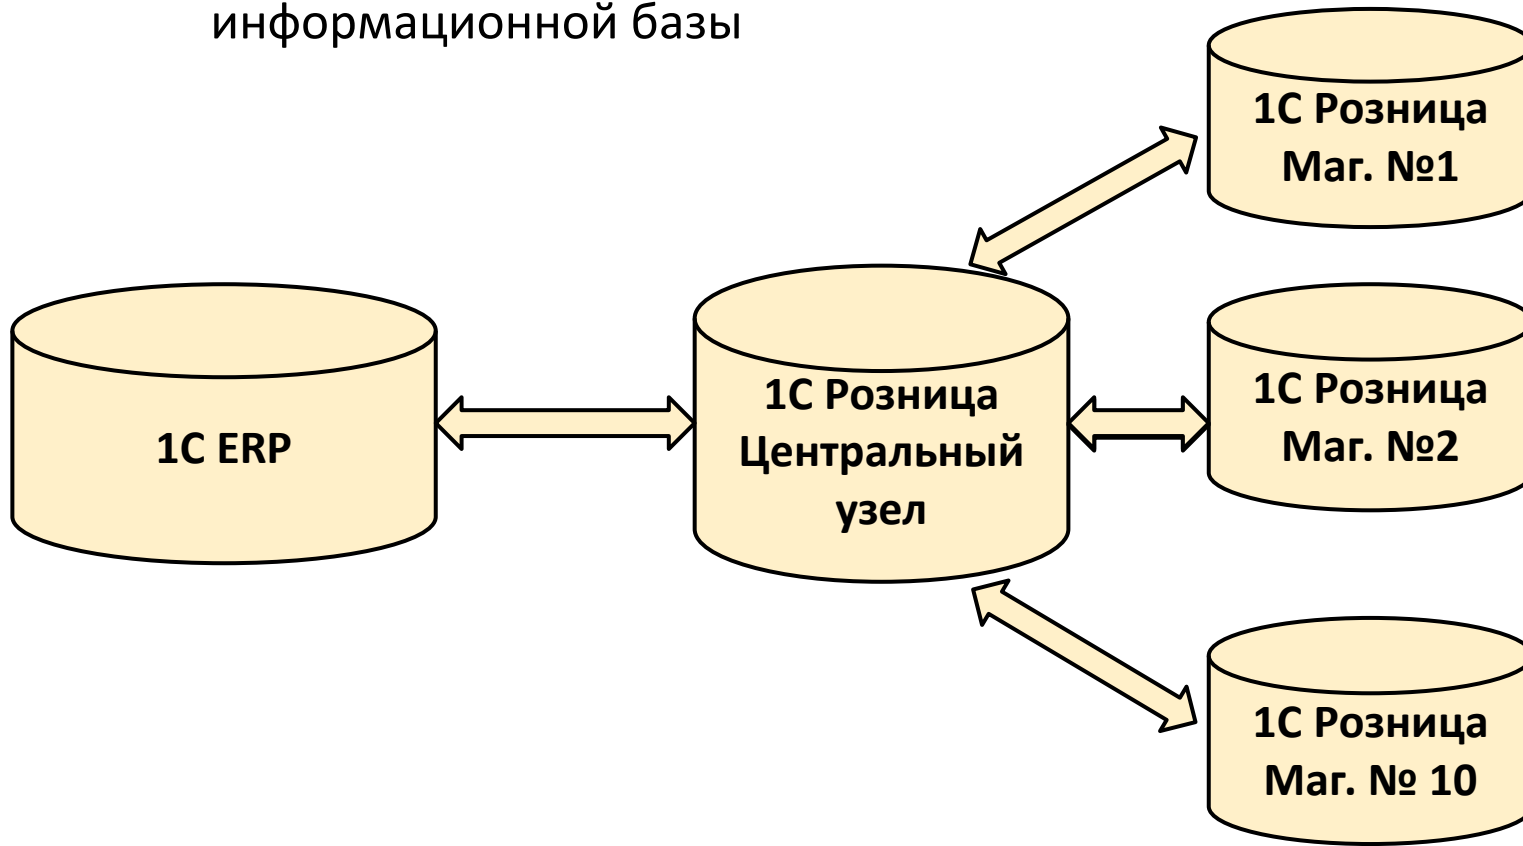 информационной базы
1С Розница
Маг. №1
1С ERP
1С Розница
Центральный
узел
1С Розница
Маг. №2
1С Розница
Маг. № 10